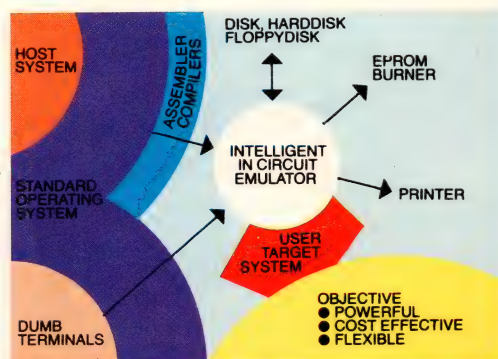 HOST
SYSTEM
ASSEMBLER
COMPILERS
STANDARD
OPERATING
SYSTEM
DUMB
TERMINALS
DISK, HARDDISK
FLOPPYDISK
EPROM
BURNER
INTELLIGENT
IN CIRCUIT
EMULATOR
PRINTER
USER
TARGET
SYSTEM
OBJECTIVE
● POWERFUL
● COST EFFECTIVE
● FLEXIBLE